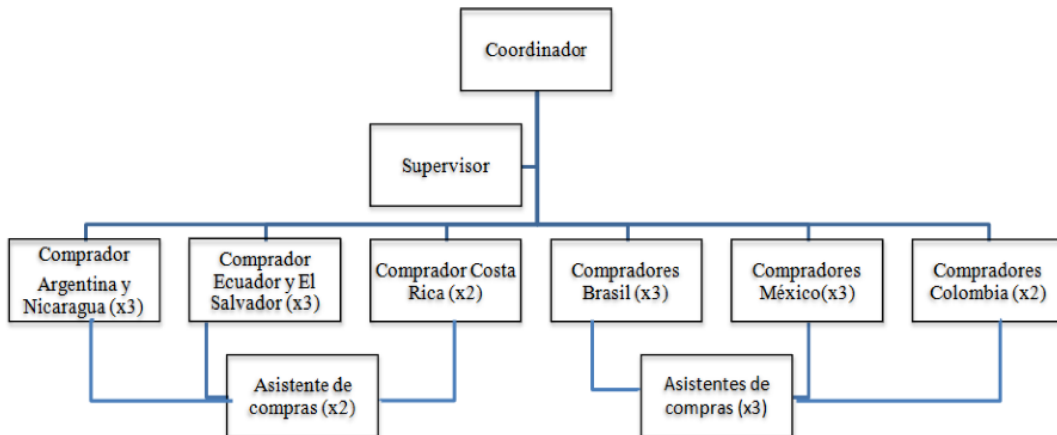 Coordinador
Supervisor
Comprador
Argentina y
Nicaragua (x3)
Comprador
Ecuador y El
Salvador (x3)
Comprador Costa
Rica (x2)
Compradores
Brasil (x3)
Compradores
México(x3)
Compradores
Colombia (x2)
Asistente de
compras (x2)
Asistentes de
compras (x3)